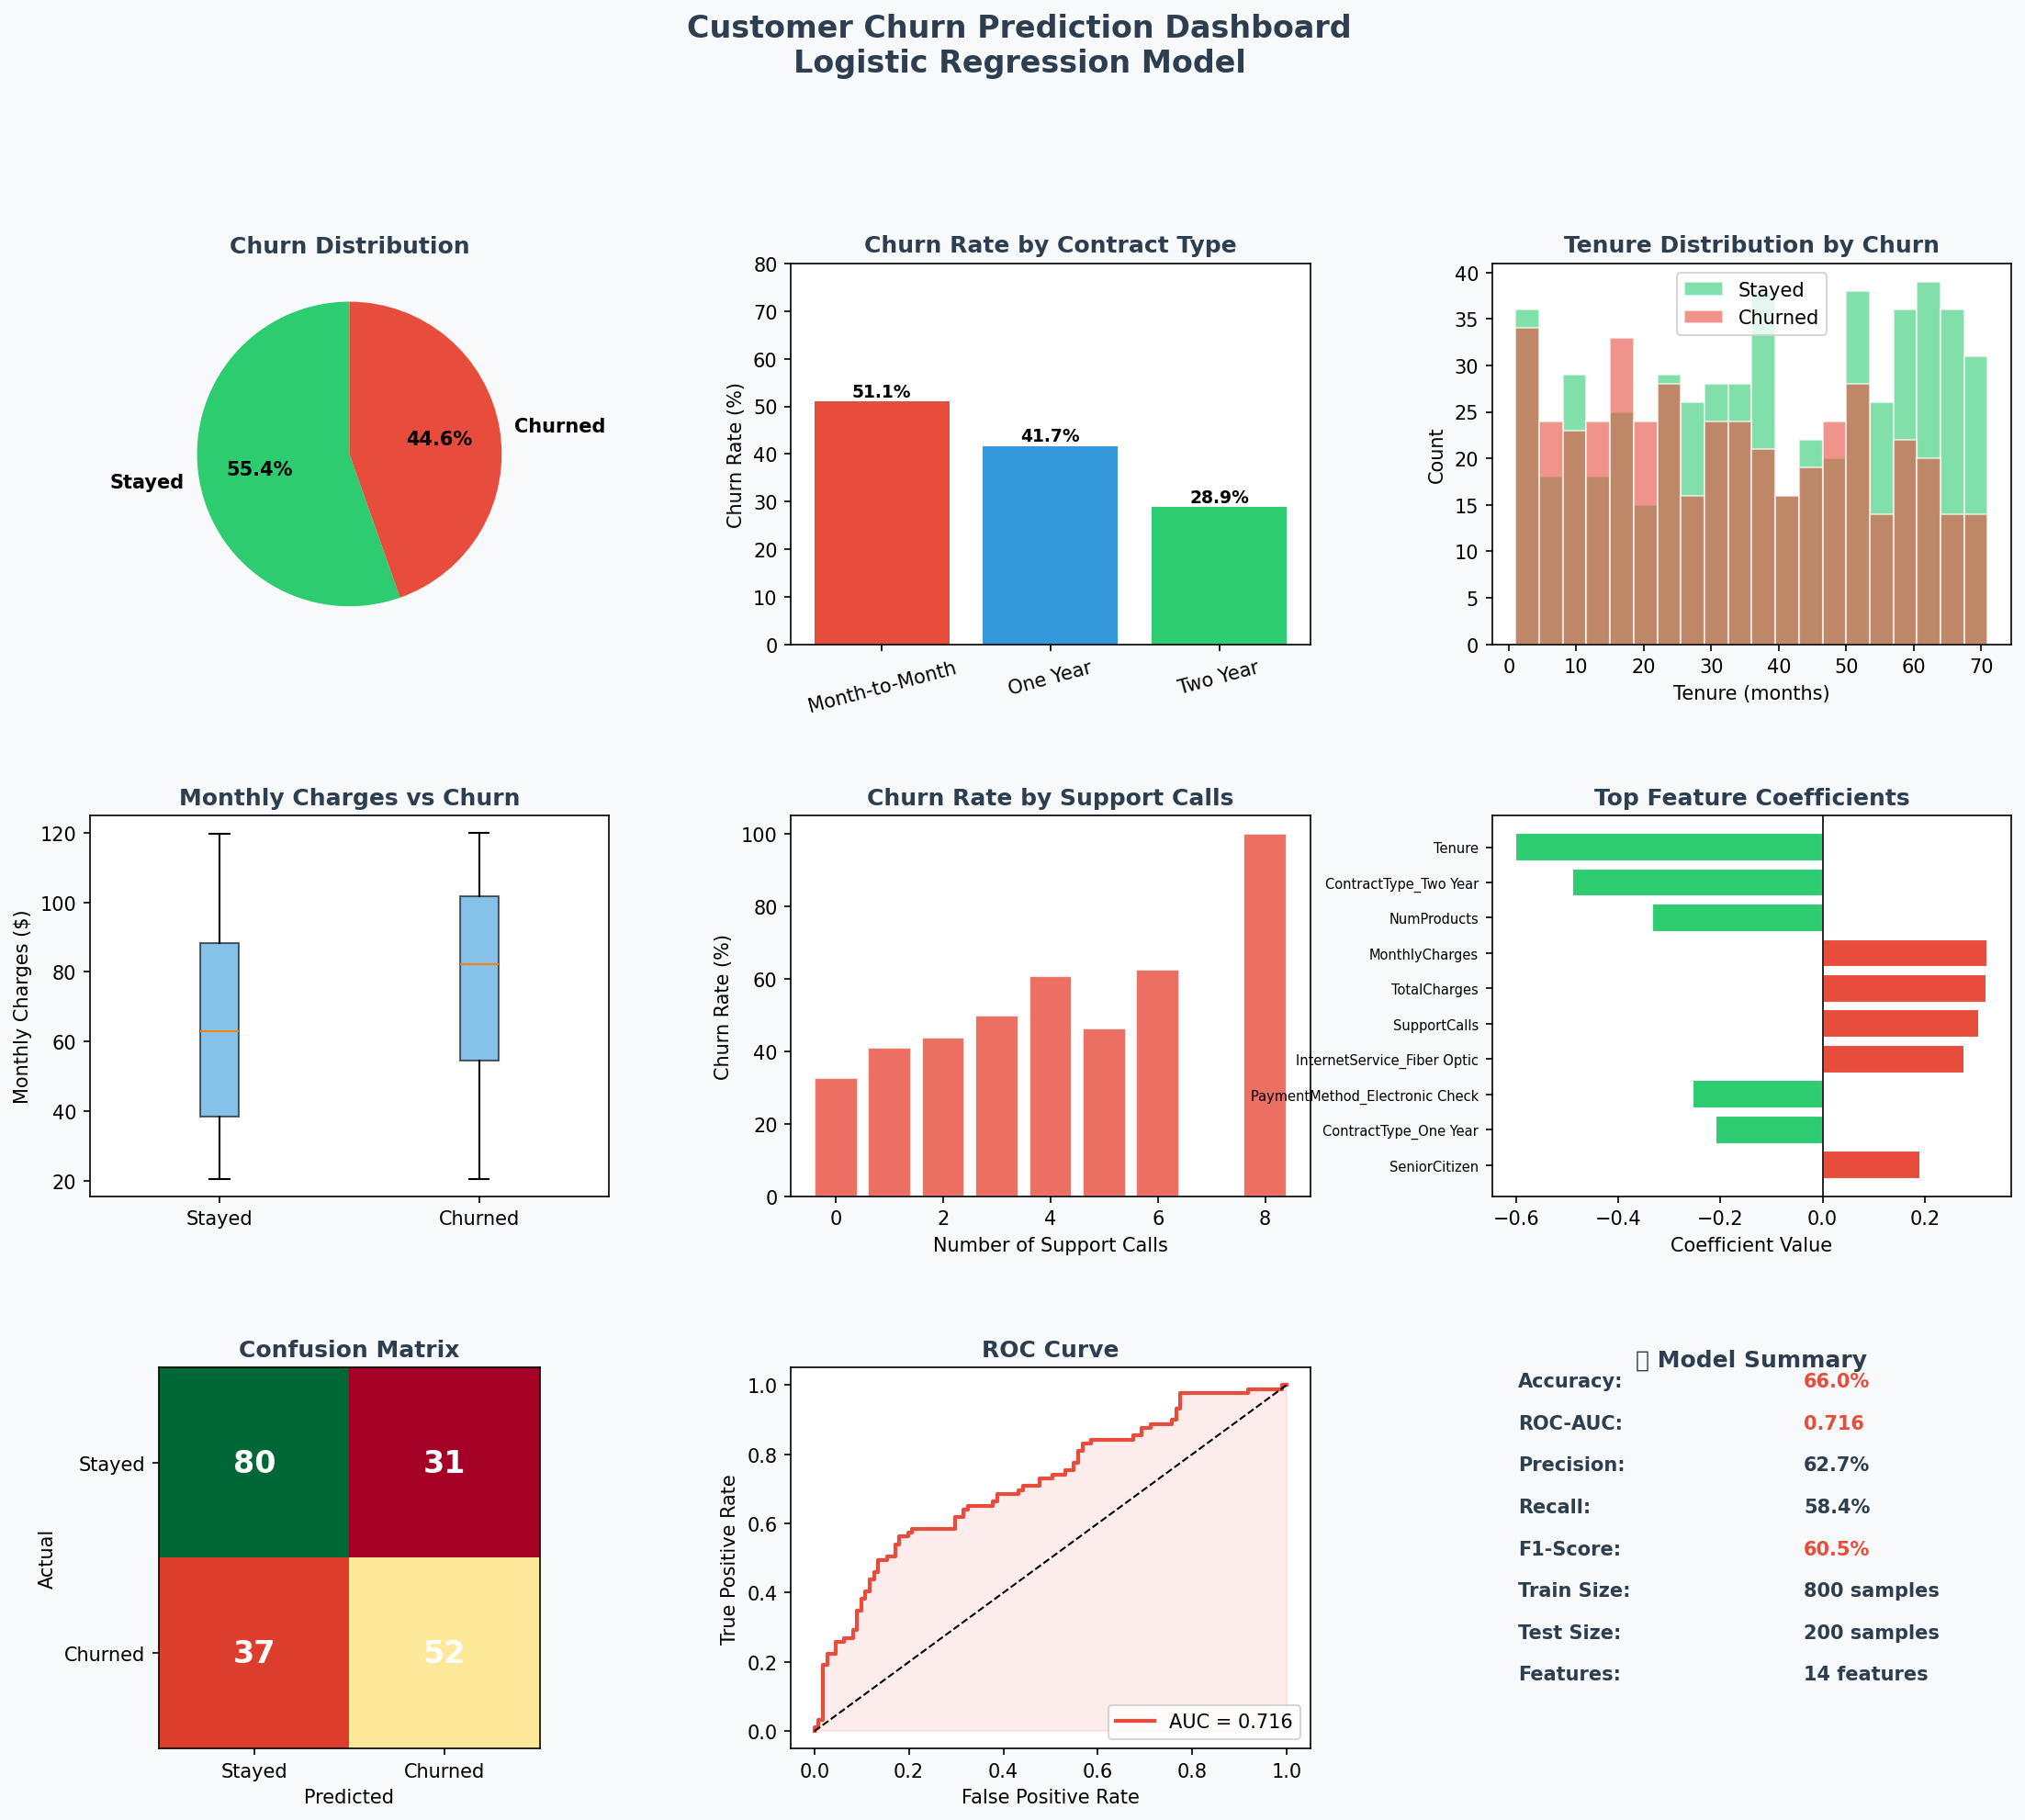 Customer Churn Prediction Dashboard
Logistic Regression Model
Churn Distribution
Churned
44.6%
55.4%
Stayed
Churn Rate by Contract Type
Churn Rate (%)
80
70
60
50
40
30
20
10
0
51.1%
41.7%
28.9%
Month-to-Month
One Year
Two Year
Tenure Distribution by Churn
Stayed
Churned
Count
40
35
30
25
20
15
10
5
0
0 10 20 30 40 50 60 70
Tenure (months)
Monthly Charges vs Churn
Monthly Charges ($)
120
100
80
60
40
20
Stayed Churned
Churn Rate by Support Calls
Churn Rate (%)
100
80
60
40
20
0
0 2 4 6 8
Number of Support Calls
Top Feature Coefficients
Tenure
ContractType_Two Year
NumProducts
MonthlyCharges
TotalCharges
SupportCalls
InternetService_Fiber Optic
PaymentMethod_Electronic Check
ContractType_One Year
SeniorCitizen
−0.6 −0.4 −0.2 0.0 0.2
Coefficient Value
Confusion Matrix
Actual
Stayed
80 31
Churned
37 52
Stayed Churned
Predicted
ROC Curve
True Positive Rate
1.0
0.8
0.6
0.4
0.2
0.0
AUC = 0.716
0.0 0.2 0.4 0.6 0.8 1.0
False Positive Rate
Model Summary
Accuracy: 66.0%
ROC-AUC: 0.716
Precision: 62.7%
Recall: 58.4%
F1-Score: 60.5%
Train Size: 800 samples
Test Size: 200 samples
Features: 14 features